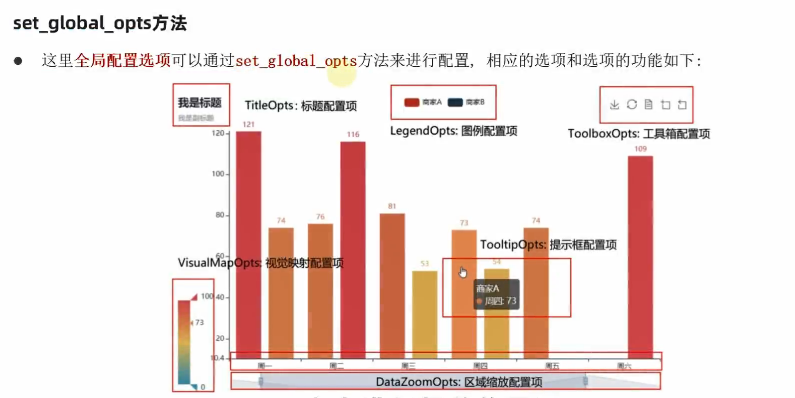 set_global_opts方法
● 这里全局配置选项可以通过set_global_opts方法来进行配置, 相应的选项和选项的功能如下:
我是标题
我是副标题
TitleOpts: 标题配置项
商家A 商家B
LegendOpts: 图例配置项
ToolboxOpts: 工具箱配置项
120
100
80
60
40
20
10.4
121
74
76
116
81
53
73
54
74
109
TooltipOpts: 提示框配置项
商家A
周四: 73
VisualMapOpts: 视觉映射配置项
100
73
0
周一 周二 周三 周四 周五 周六
DataZoomOpts: 区域缩放配置项